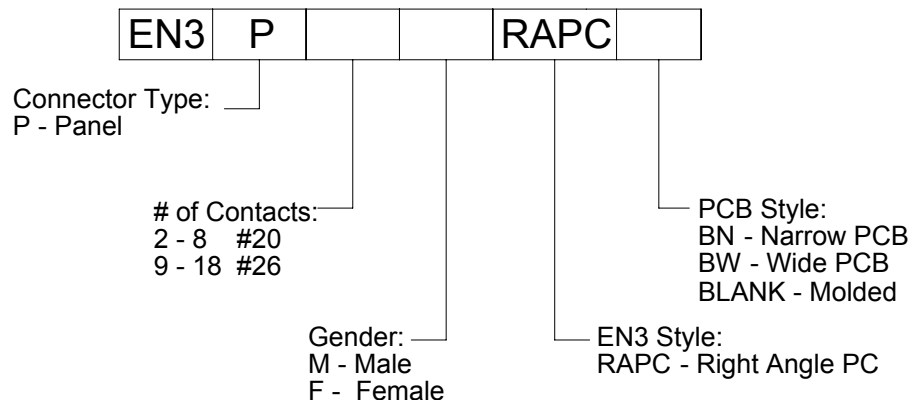 EN3 P RAPC
Connector Type:
P - Panel
# of Contacts:
2 - 8 #20
9 - 18 #26
PCB Style:
BN - Narrow PCB
BW - Wide PCB
BLANK - Molded
Gender:
M - Male
F - Female
EN3 Style:
RAPC - Right Angle PC